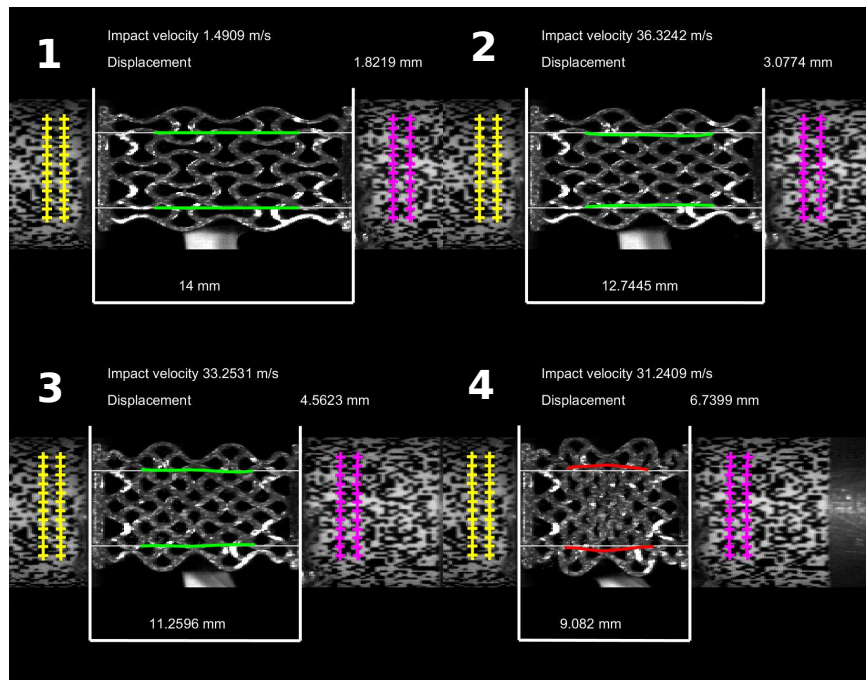 1
Impact velocity 1.4909 m/s
Displacement 1.8219 mm
14 mm
2
Impact velocity 36.3242 m/s
Displacement 3.0774 mm
12.7445 mm
3
Impact velocity 33.2531 m/s
Displacement 4.5623 mm
11.2596 mm
4
Impact velocity 31.2409 m/s
Displacement 6.7399 mm
9.082 mm